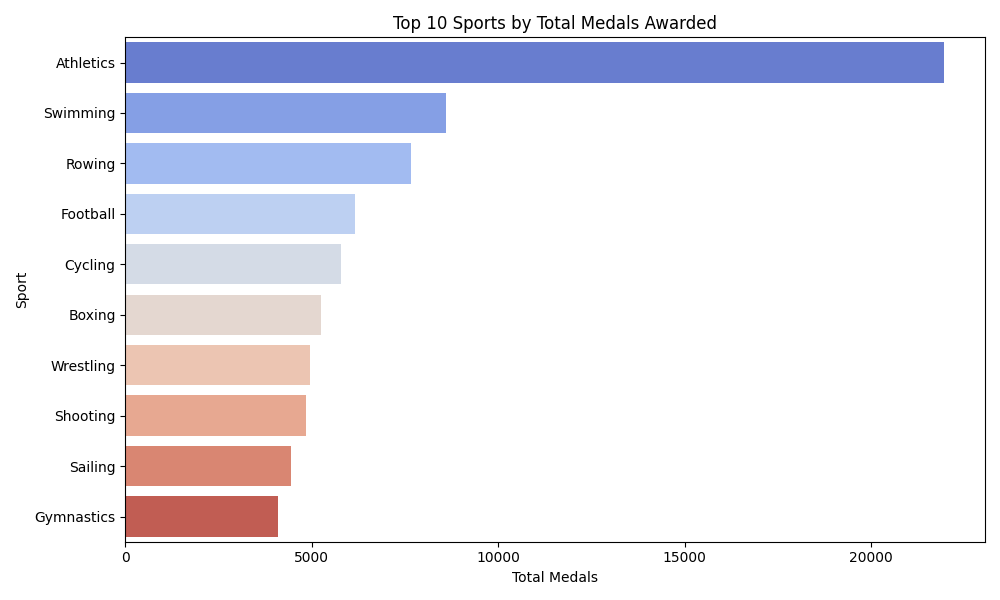 Top 10 Sports by Total Medals Awarded
Athletics
Swimming
Rowing
Football
Cycling
Boxing
Wrestling
Shooting
Sailing
Gymnastics
Sport
0 5000 10000 15000 20000
Total Medals